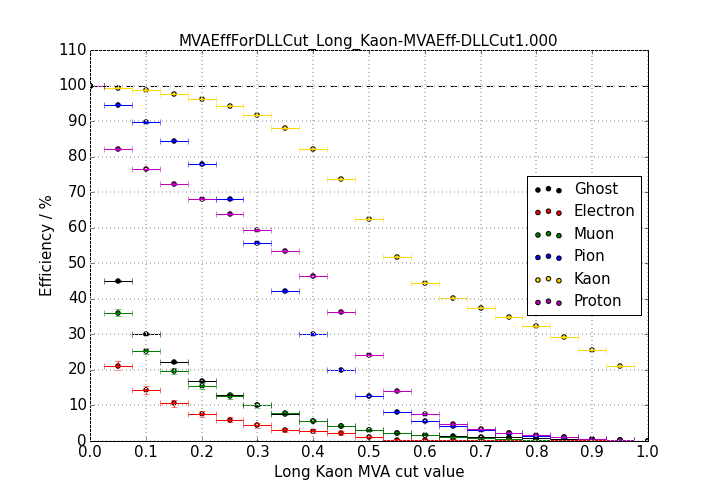 MVAEffForDLLCut_Long_Kaon-MVAEff-DLLCut1.000
110
100
90
80
70
60
50
40
30
20
10
0
Efficiency / %
Ghost
Electron
Muon
Pion
Kaon
Proton
0.0 0.1 0.2 0.3 0.4 0.5 0.6 0.7 0.8 0.9 1.0
Long Kaon MVA cut value